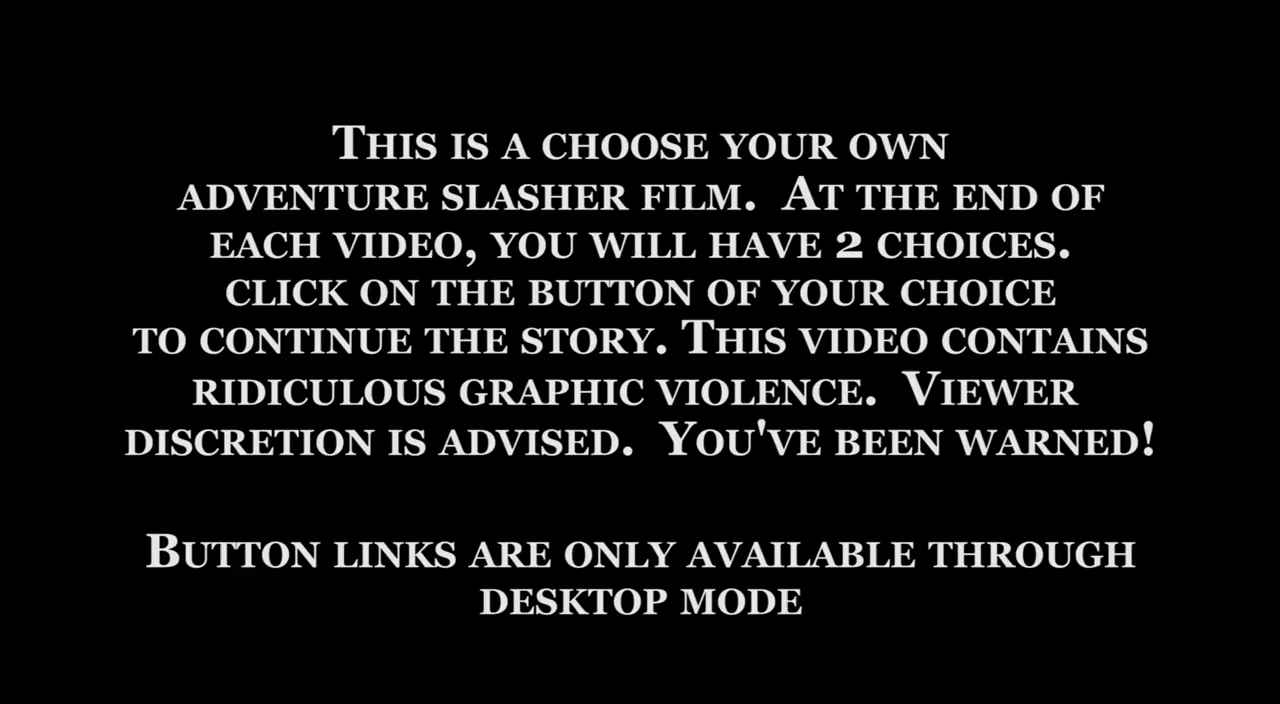 This is a choose your own
adventure slasher film.  At the end of
each video, you will have 2 choices.
click on the button of your choice
to continue the story. This video contains
ridiculous graphic violence.  Viewer
discretion is advised.  You've been warned!
Button links are only available through
desktop mode